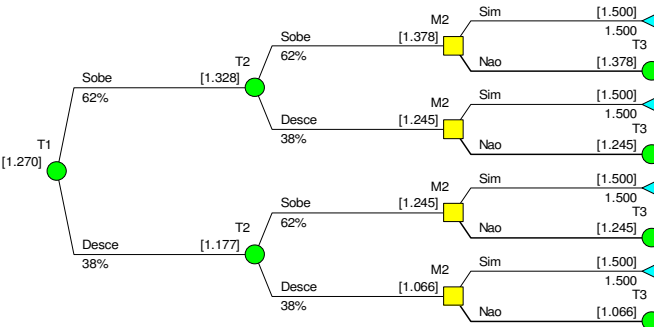 Sim [1.500]
M2
1.500
[1.378]
T3
Sobe
62%
Nao [1.378]
T2
[1.328]
Sobe
62%
M2
Sim [1.500]
1.500
T3
Desce [1.245]
38%
Nao [1.245]
T1
[1.270]
M2
Sim [1.500]
1.500
T3
Sobe [1.245]
62%
Nao [1.245]
T2
Desce [1.177]
38%
M2
Sim [1.500]
1.500
T3
Desce [1.066]
38%
Nao [1.066]